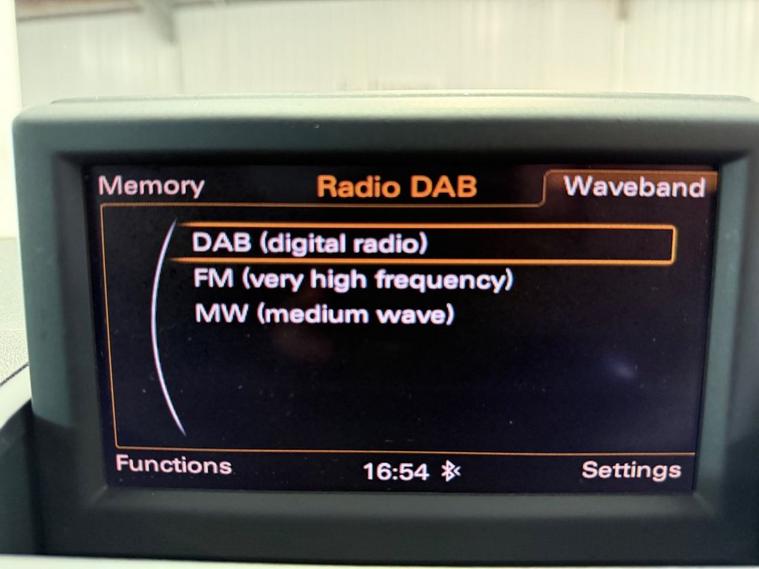 Memory Radio DAB Waveband
DAB (digital radio)
FM (very high frequency)
MW (medium wave)
Functions 16:54 Settings